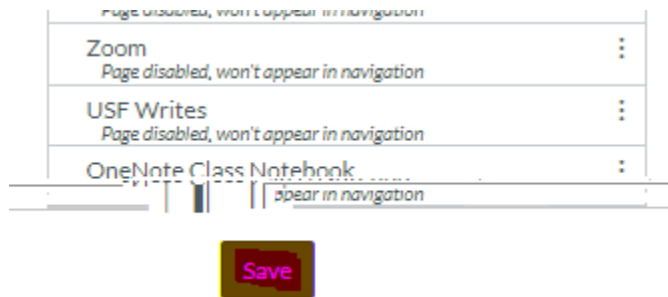 Page disabled, won't appear in navigation
Zoom
Page disabled, won't appear in navigation
USF Writes
Page disabled, won't appear in navigation
OneNote Class Notebook
appear in navigation
Save